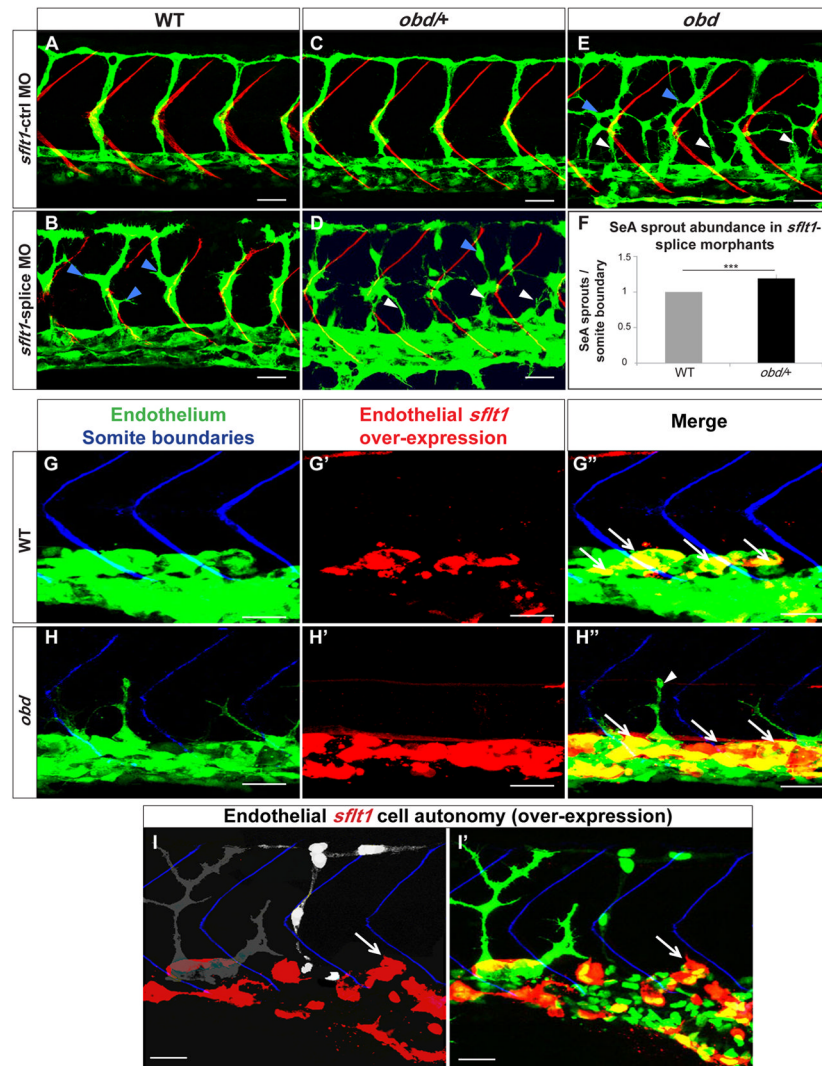 WT
obd/+
obd
sflt1-ctrl MO
A
C
E
sflt1-splice MO
B
D
F
SeA sprout abundance in sflt1-
splice morphants
SeA sprouts /
somite boundary
1.5
1
0.5
0
***
WT
obd/+
Endothelium
Somite boundaries
Endothelial sflt1
over-expression
Merge
WT
G
G'
G"
obd
H
H'
H"
Endothelial sflt1 cell autonomy (over-expression)
I
I'